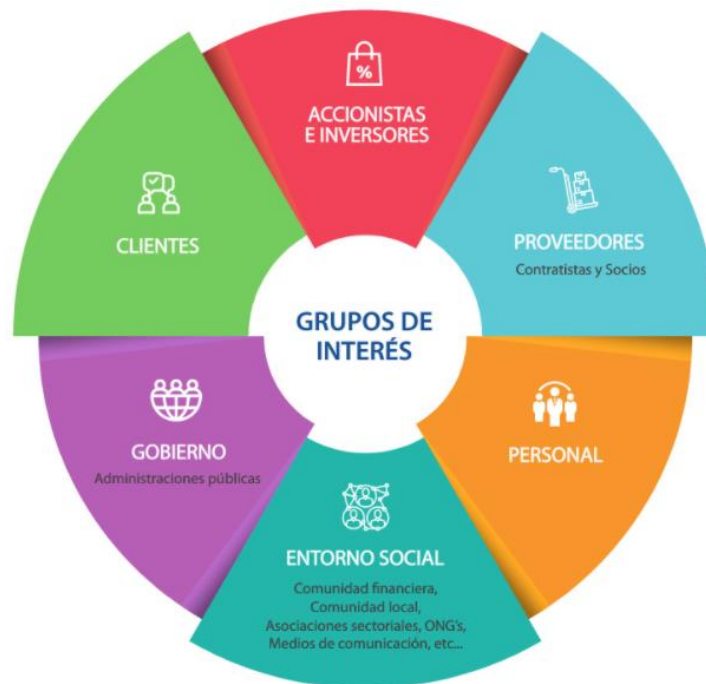 %
ACCIONISTAS
E INVERSORES
CLIENTES
PROVEEDORES
Contratistas y Socios
GRUPOS DE
INTERÉS
GOBIERNO
Administraciones públicas
PERSONAL
ENTORNO SOCIAL
Comunidad financiera,
Comunidad local,
Asociaciones sectoriales, ONG's,
Medios de comunicación, etc...